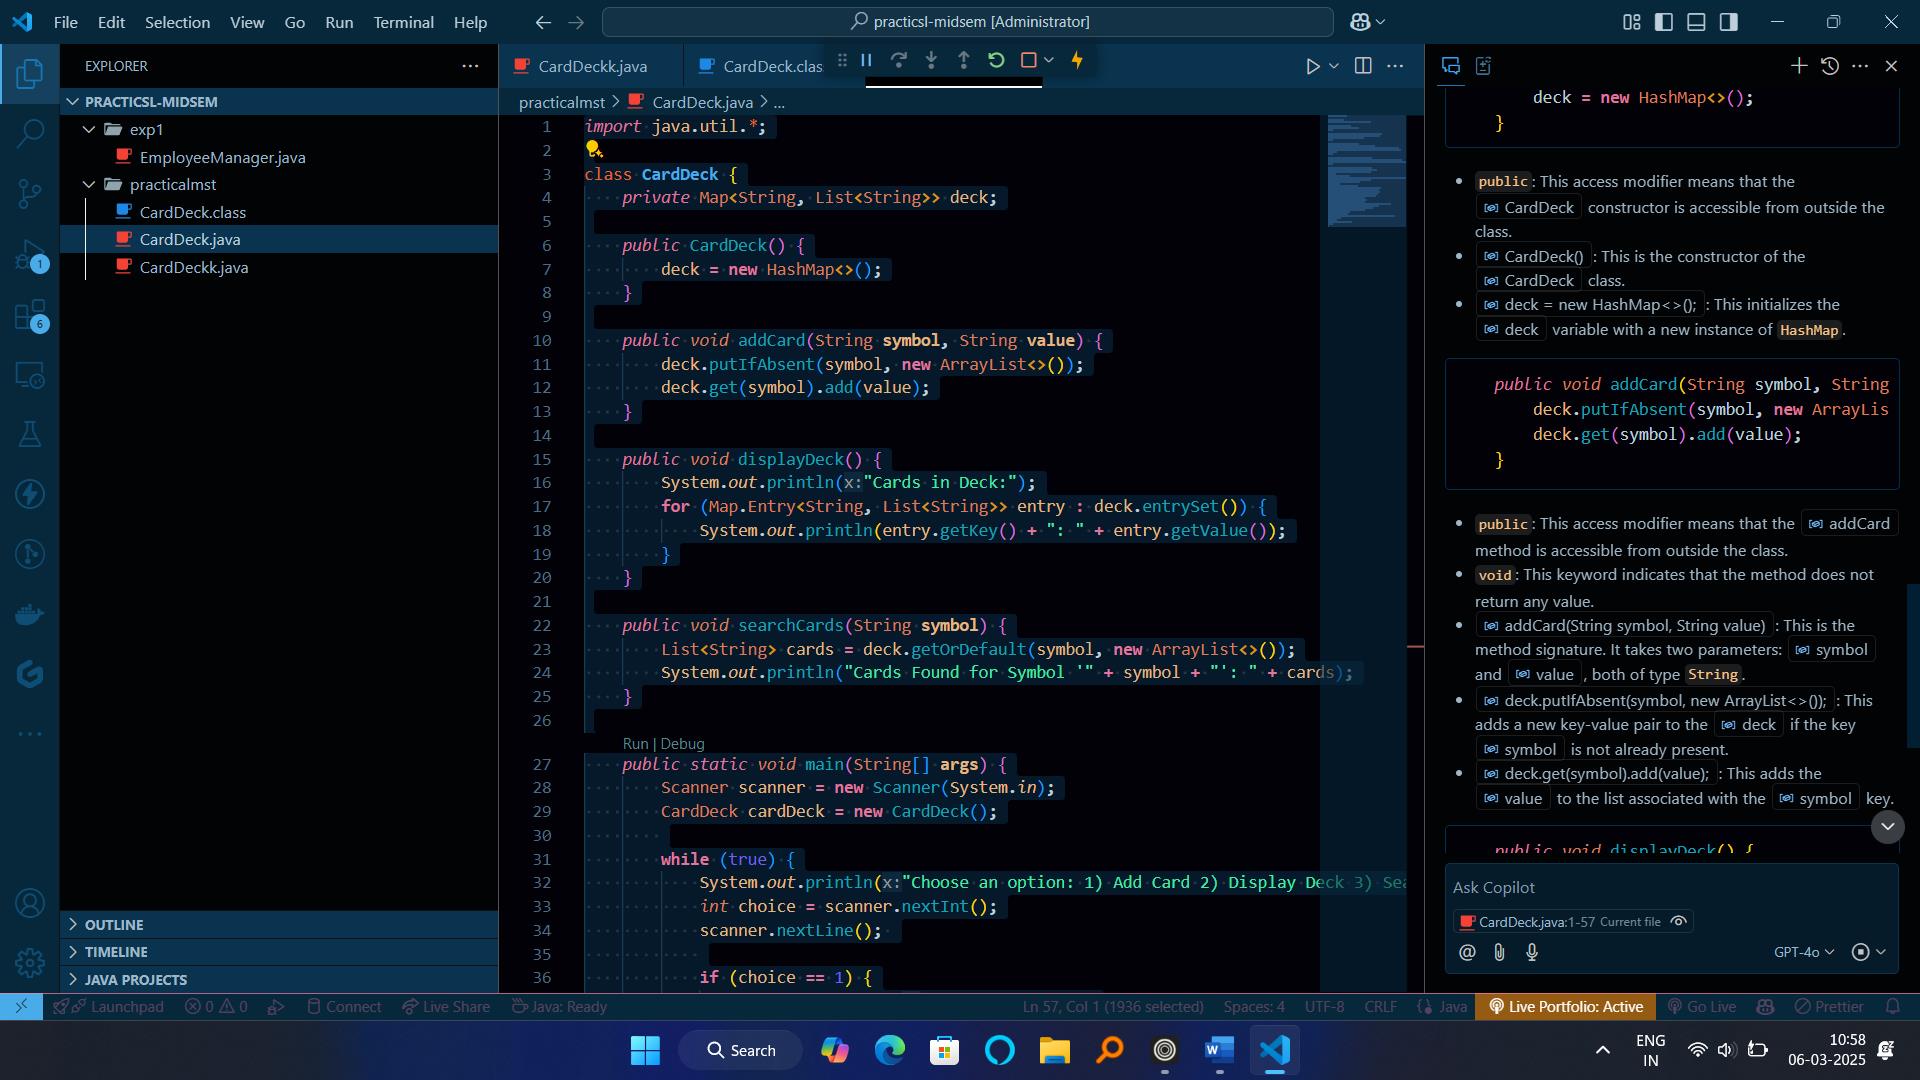 File Edit Selection View Go Run Terminal Help
practicsl-midsem [Administrator]
EXPLORER
PRACTICSL-MIDSEM
exp1
EmployeeManager.java
practicalmst
CardDeck.class
CardDeck.java
CardDeckk.java
OUTLINE
TIMELINE
JAVA PROJECTS
1
6
CardDeckk.java
CardDeck.clas
practicalmst > CardDeck.java > ...
1 import java.util.*;
2
3 class CardDeck {
4 private Map<String, List<String>> deck;
5
6 public CardDeck() {
7 deck = new HashMap<>();
8 }
9
10 public void addCard(String symbol, String value) {
11 deck.putIfAbsent(symbol, new ArrayList<>());
12 deck.get(symbol).add(value);
13 }
14
15 public void displayDeck() {
16 System.out.println(x:"Cards in Deck:");
17 for (Map.Entry<String, List<String>> entry : deck.entrySet()) {
18 System.out.println(entry.getKey() + ": " + entry.getValue());
19 }
20 }
21
22 public void searchCards(String symbol) {
23 List<String> cards = deck.getOrDefault(symbol, new ArrayList<>());
24 System.out.println("Cards Found for Symbol '" + symbol + "': " + cards);
25 }
26
Run | Debug
27 public static void main(String[] args) {
28 Scanner scanner = new Scanner(System.in);
29 CardDeck cardDeck = new CardDeck();
30
31 while (true) {
32 System.out.println(x:"Choose an option: 1) Add Card 2) Display Deck 3) Sea
33 int choice = scanner.nextInt();
34 scanner.nextLine();
35
36 if (choice == 1) {
deck = new HashMap<>();
}
public: This access modifier means that the
CardDeck constructor is accessible from outside the
class.
CardDeck() : This is the constructor of the
CardDeck class.
deck = new HashMap<>(); : This initializes the
deck variable with a new instance of HashMap.
public void addCard(String symbol, String
deck.putIfAbsent(symbol, new ArrayLis
deck.get(symbol).add(value);
}
public: This access modifier means that the addCard
method is accessible from outside the class.
void: This keyword indicates that the method does not
return any value.
addCard(String symbol, String value) : This is the
method signature. It takes two parameters: symbol
and value , both of type String.
deck.putIfAbsent(symbol, new ArrayList<>()); : This
adds a new key-value pair to the deck if the key
symbol is not already present.
deck.get(symbol).add(value); : This adds the
value to the list associated with the symbol key.
public void displayDeck() {
Ask Copilot
CardDeck.java:1-57 Current file
@ GPT-4o
Launchpad 0 0 Connect Live Share Java: Ready Ln 57, Col 1 (1936 selected) Spaces: 4 UTF-8 CRLF { } Java Live Portfolio: Active Go Live Prettier
Search
ENG
IN
10:58
06-03-2025